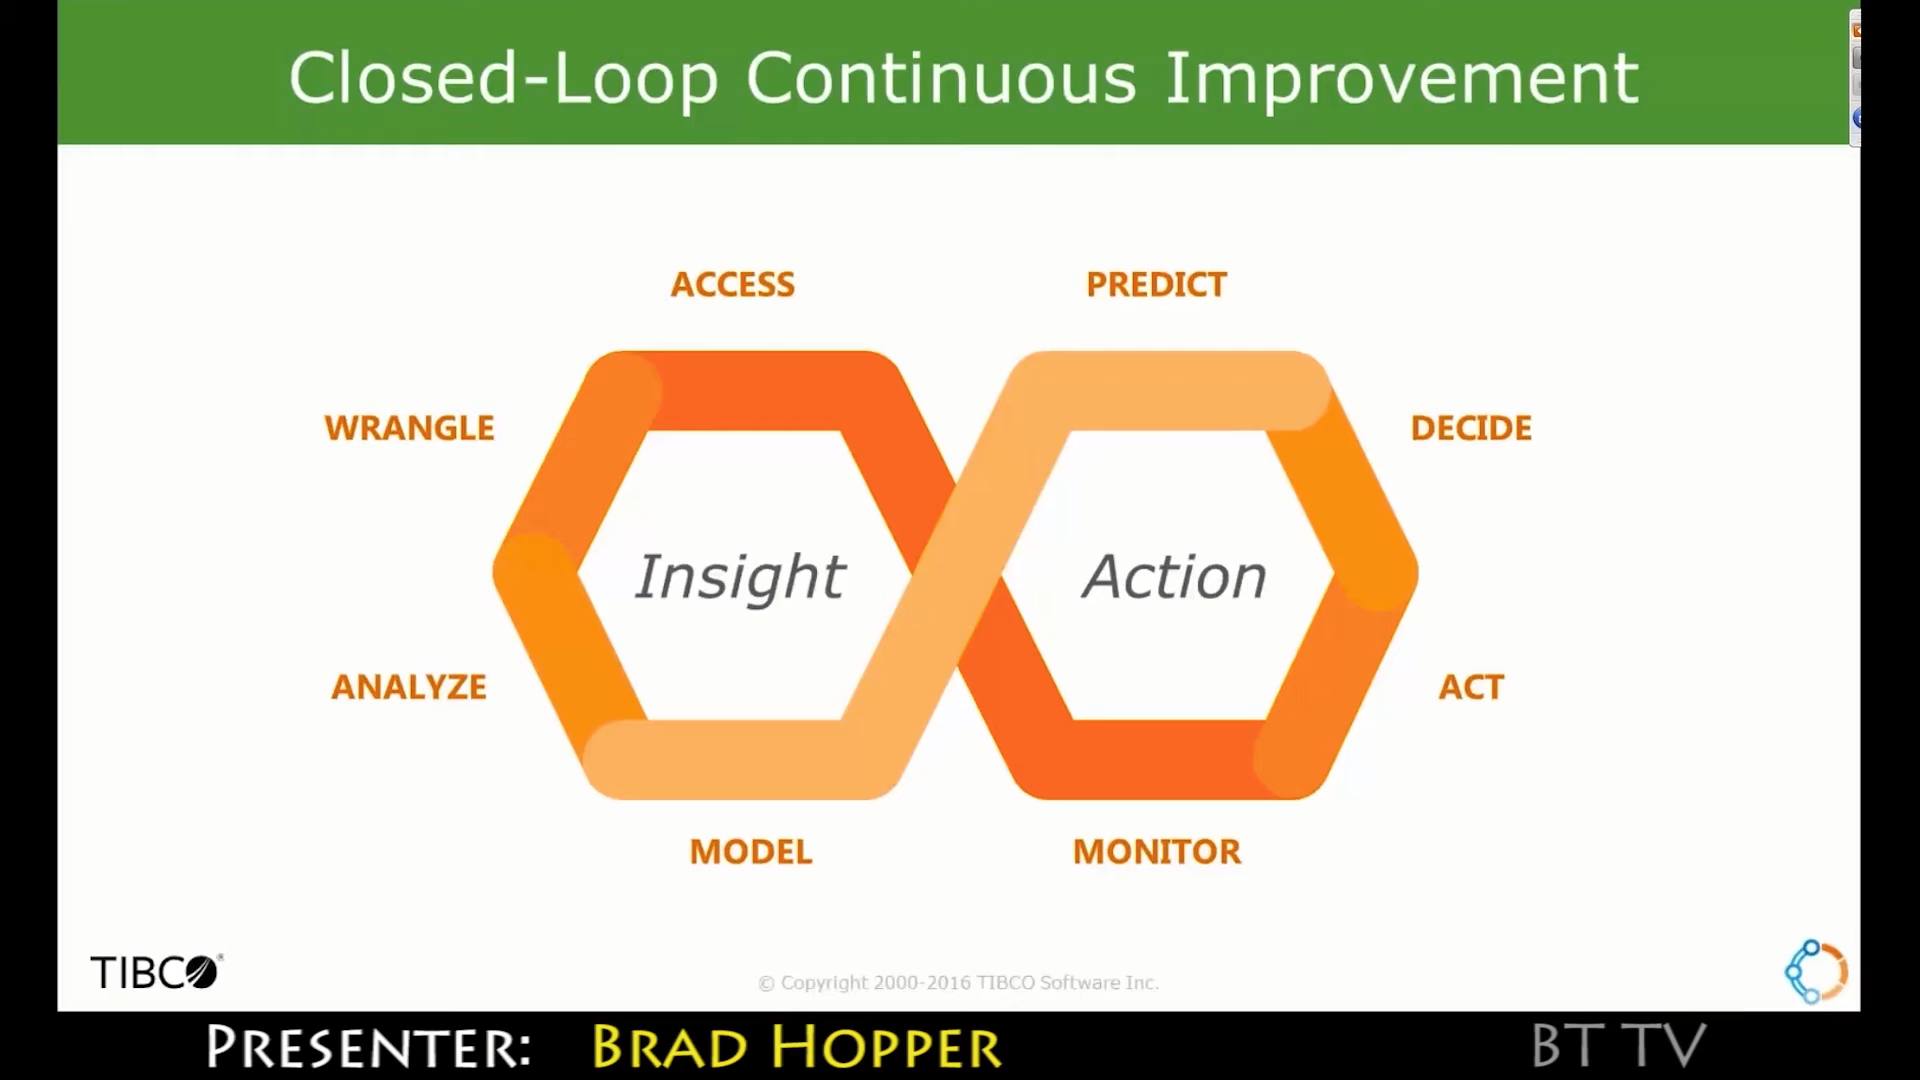 Closed-Loop Continuous Improvement
ACCESS
PREDICT
WRANGLE
DECIDE
Insight
Action
ANALYZE
ACT
MODEL
MONITOR
TIBCO®
© Copyright 2000-2016 TIBCO Software Inc.
PRESENTER: BRAD HOPPER
BT TV